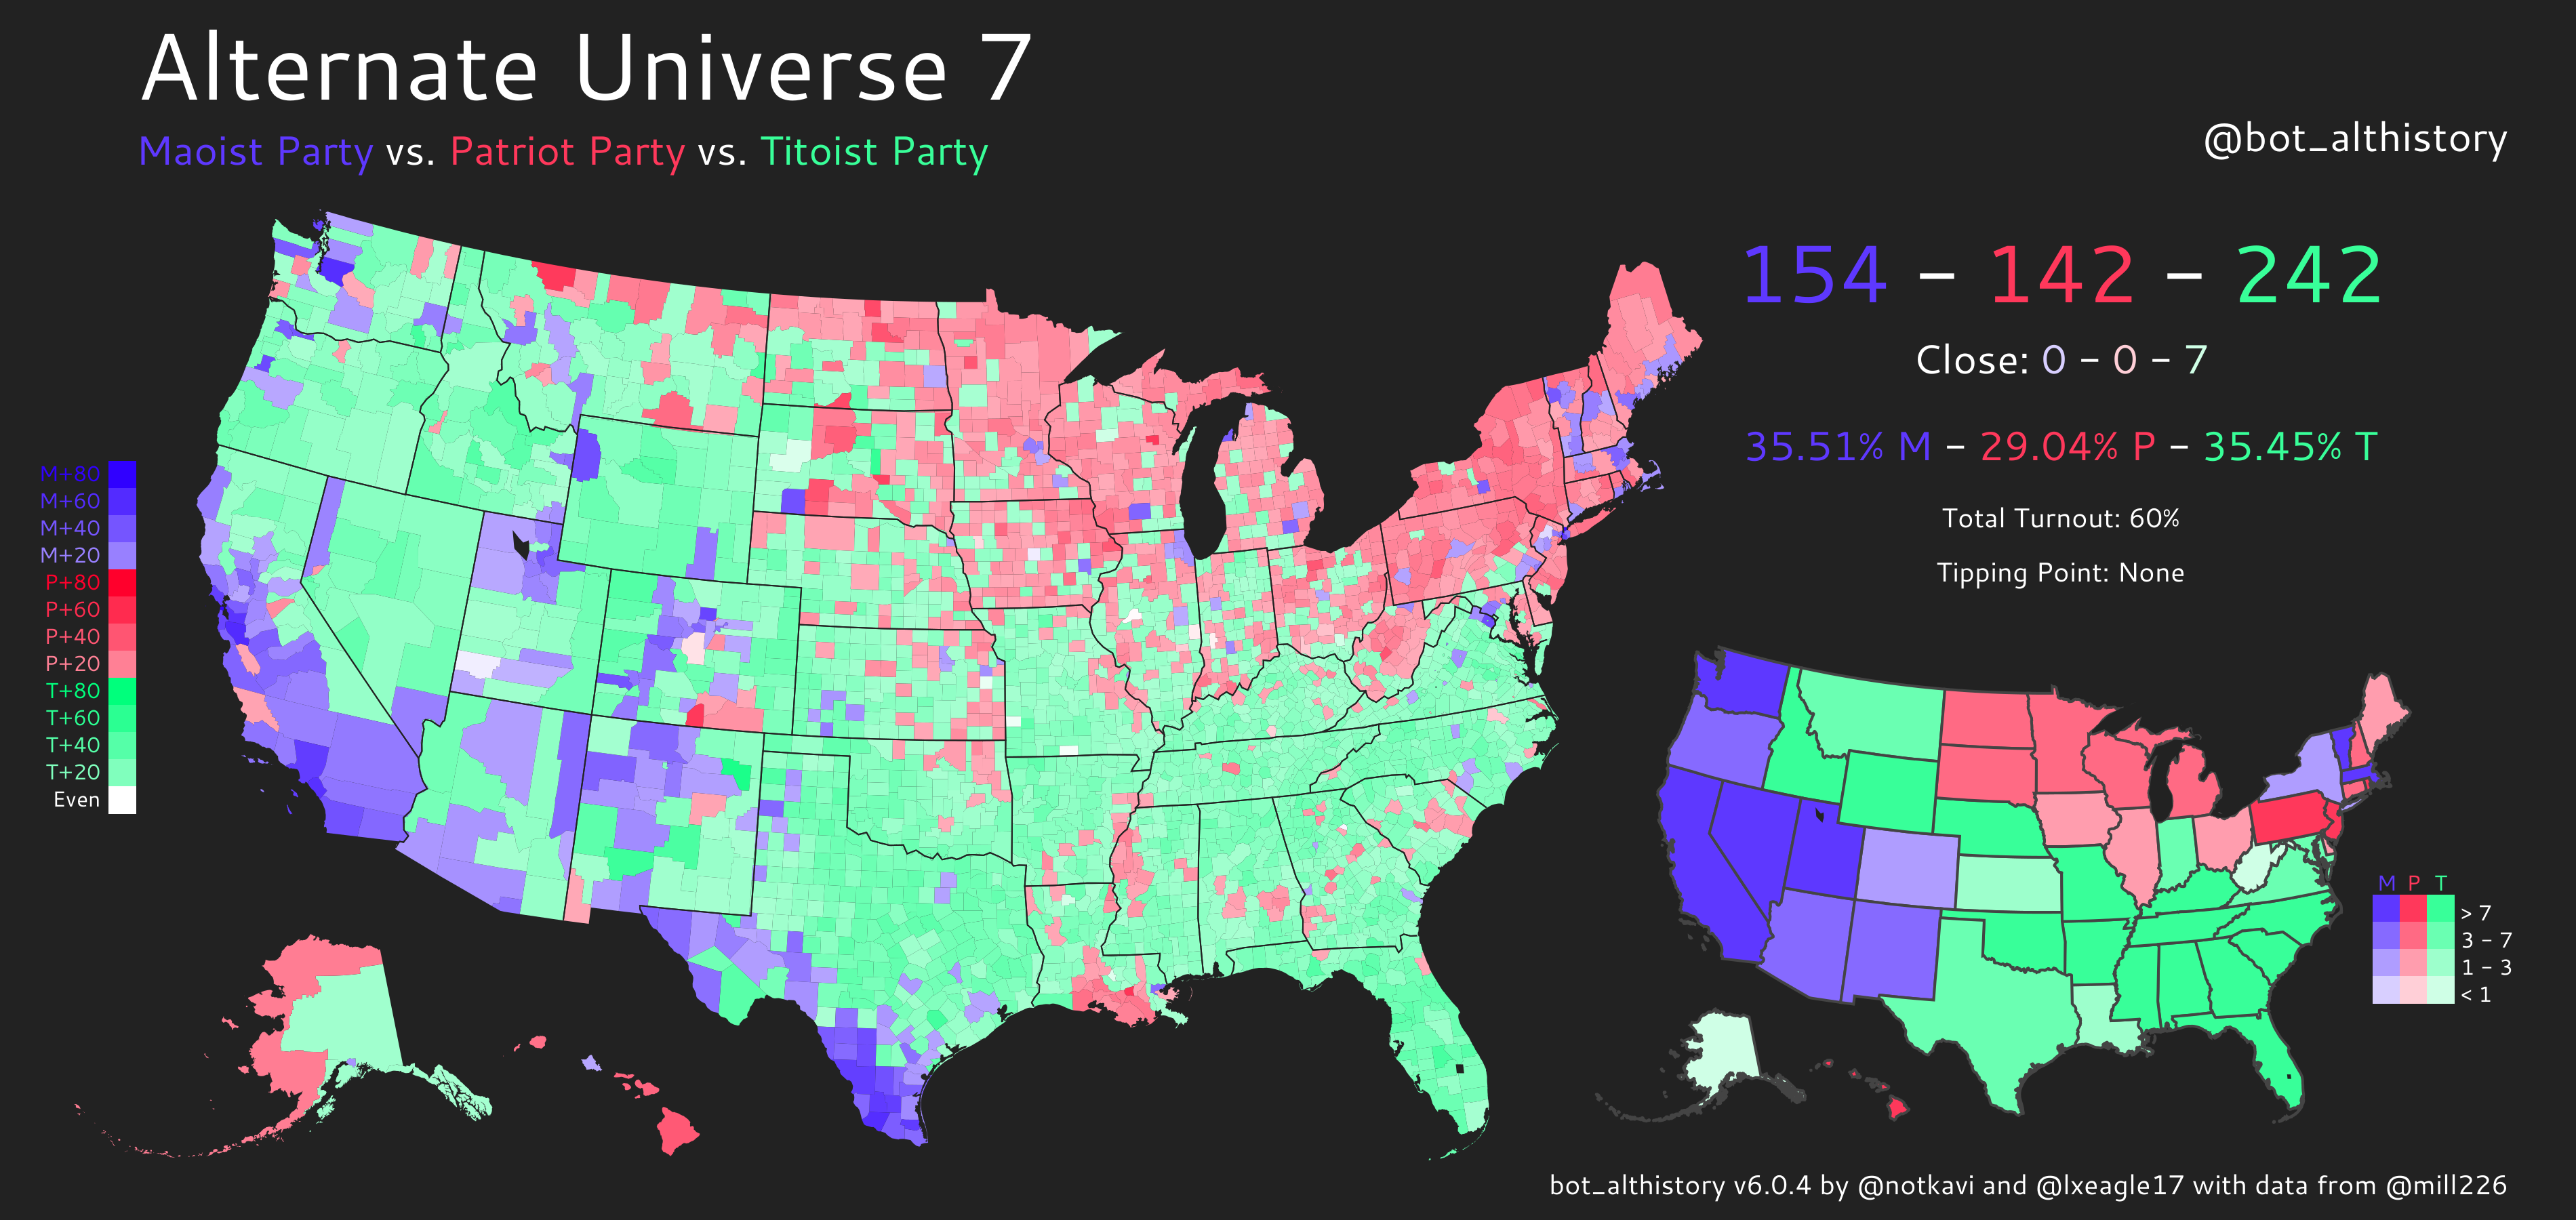 Alternate Universe 7
Maoist Party vs. Patriot Party vs. Titoist Party
@bot_althistory
154 – 142 – 242
Close: 0 – 0 – 7
35.51% M – 29.04% P – 35.45% T
Total Turnout: 60%
Tipping Point: None
M+80
M+60
M+40
M+20
P+80
P+60
P+40
P+20
T+80
T+60
T+40
T+20
Even
M P T
> 7
3 – 7
1 – 3
< 1
bot_althistory v6.0.4 by @notkavi and @lxeagle17 with data from @mill226